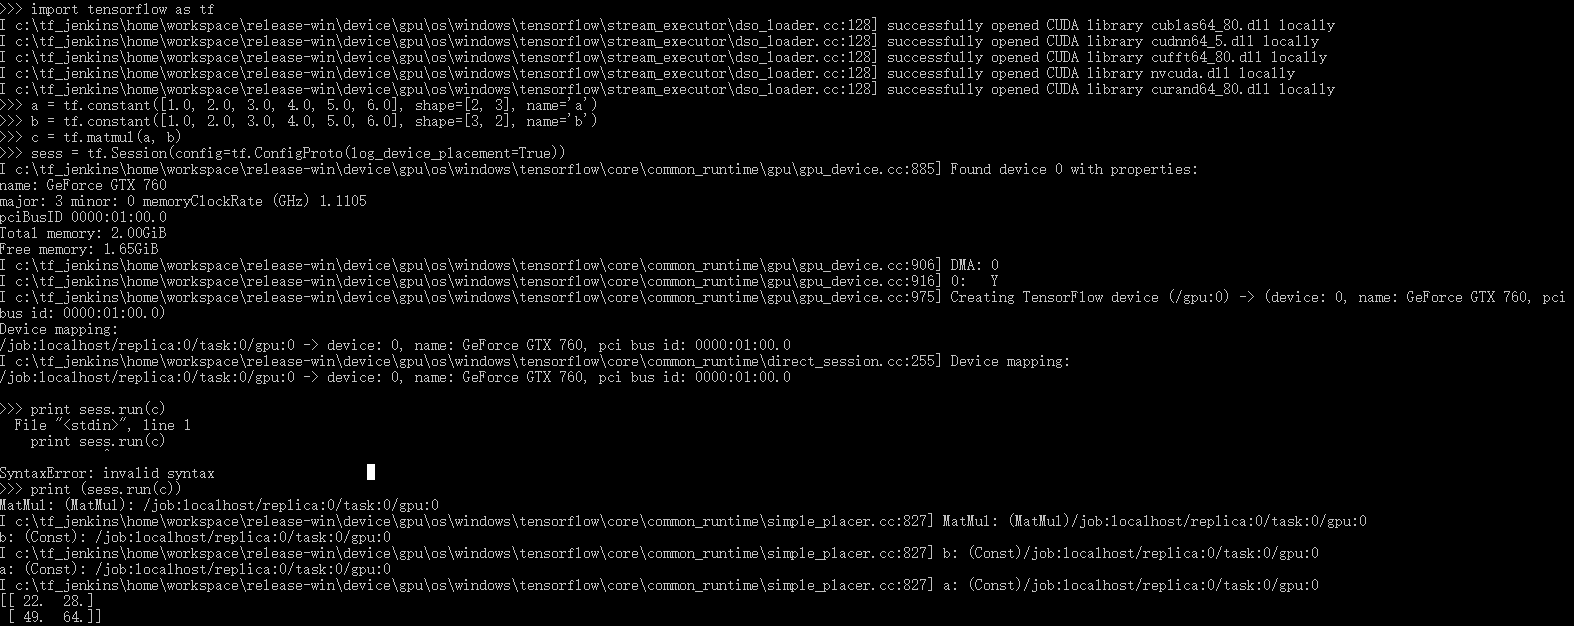 >>> import tensorflow as tf
I c:\tf_jenkins\home\workspace\release-win\device\gpu\os\windows\tensorflow\stream_executor\dso_loader.cc:128] successfully opened CUDA library cublas64_80.dll locally
I c:\tf_jenkins\home\workspace\release-win\device\gpu\os\windows\tensorflow\stream_executor\dso_loader.cc:128] successfully opened CUDA library cudnn64_5.dll locally
I c:\tf_jenkins\home\workspace\release-win\device\gpu\os\windows\tensorflow\stream_executor\dso_loader.cc:128] successfully opened CUDA library cufft64_80.dll locally
I c:\tf_jenkins\home\workspace\release-win\device\gpu\os\windows\tensorflow\stream_executor\dso_loader.cc:128] successfully opened CUDA library nvcuda.dll locally
I c:\tf_jenkins\home\workspace\release-win\device\gpu\os\windows\tensorflow\stream_executor\dso_loader.cc:128] successfully opened CUDA library curand64_80.dll locally
>>> a = tf.constant([1.0, 2.0, 3.0, 4.0, 5.0, 6.0], shape=[2, 3], name='a')
>>> b = tf.constant([1.0, 2.0, 3.0, 4.0, 5.0, 6.0], shape=[3, 2], name='b')
>>> c = tf.matmul(a, b)
>>> sess = tf.Session(config=tf.ConfigProto(log_device_placement=True))
I c:\tf_jenkins\home\workspace\release-win\device\gpu\os\windows\tensorflow\core\common_runtime\gpu\gpu_device.cc:885] Found device 0 with properties:
name: GeForce GTX 760
major: 3 minor: 0 memoryClockRate (GHz) 1.1105
pciBusID 0000:01:00.0
Total memory: 2.00GiB
Free memory: 1.65GiB
I c:\tf_jenkins\home\workspace\release-win\device\gpu\os\windows\tensorflow\core\common_runtime\gpu\gpu_device.cc:906] DMA: 0
I c:\tf_jenkins\home\workspace\release-win\device\gpu\os\windows\tensorflow\core\common_runtime\gpu\gpu_device.cc:916] 0:   Y
I c:\tf_jenkins\home\workspace\release-win\device\gpu\os\windows\tensorflow\core\common_runtime\gpu\gpu_device.cc:975] Creating TensorFlow device (/gpu:0) -> (device: 0, name: GeForce GTX 760, pci
bus id: 0000:01:00.0)
Device mapping:
/job:localhost/replica:0/task:0/gpu:0 -> device: 0, name: GeForce GTX 760, pci bus id: 0000:01:00.0
I c:\tf_jenkins\home\workspace\release-win\device\gpu\os\windows\tensorflow\core\common_runtime\direct_session.cc:255] Device mapping:
/job:localhost/replica:0/task:0/gpu:0 -> device: 0, name: GeForce GTX 760, pci bus id: 0000:01:00.0
>>> print sess.run(c)
  File "<stdin>", line 1
    print sess.run(c)
             ^
SyntaxError: invalid syntax
>>> print (sess.run(c))
MatMul: (MatMul): /job:localhost/replica:0/task:0/gpu:0
I c:\tf_jenkins\home\workspace\release-win\device\gpu\os\windows\tensorflow\core\common_runtime\simple_placer.cc:827] MatMul: (MatMul)/job:localhost/replica:0/task:0/gpu:0
b: (Const): /job:localhost/replica:0/task:0/gpu:0
I c:\tf_jenkins\home\workspace\release-win\device\gpu\os\windows\tensorflow\core\common_runtime\simple_placer.cc:827] b: (Const)/job:localhost/replica:0/task:0/gpu:0
a: (Const): /job:localhost/replica:0/task:0/gpu:0
I c:\tf_jenkins\home\workspace\release-win\device\gpu\os\windows\tensorflow\core\common_runtime\simple_placer.cc:827] a: (Const)/job:localhost/replica:0/task:0/gpu:0
[[ 22.  28.]
 [ 49.  64.]]